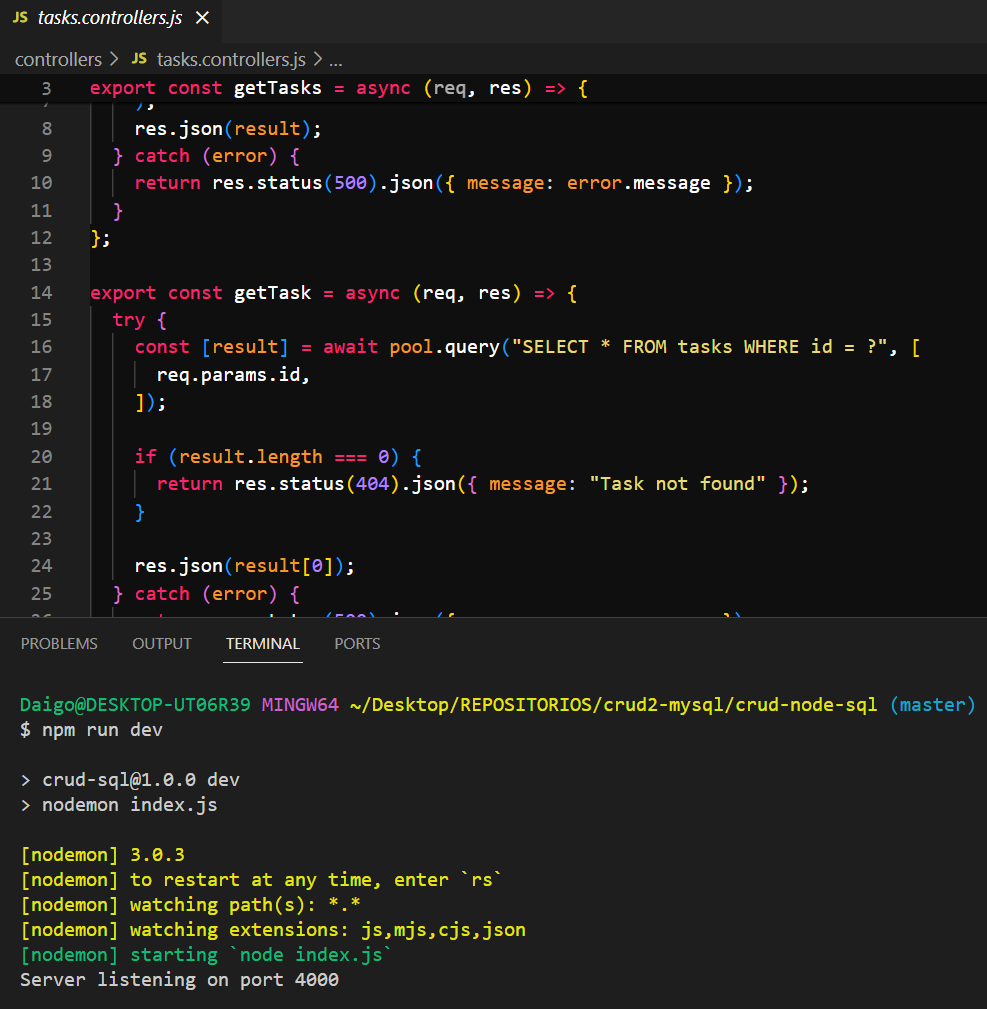 JS tasks.controllers.js ✕
controllers > JS tasks.controllers.js > ...
3 export const getTasks = async (req, res) => {
);
8 res.json(result);
9 } catch (error) {
10 return res.status(500).json({ message: error.message });
11 }
12 };
13
14 export const getTask = async (req, res) => {
15 try {
16 const [result] = await pool.query("SELECT * FROM tasks WHERE id = ?", [
17 req.params.id,
18 ]);
19
20 if (result.length === 0) {
21 return res.status(404).json({ message: "Task not found" });
22 }
23
24 res.json(result[0]);
25 } catch (error) {
PROBLEMS OUTPUT TERMINAL PORTS
Daigo@DESKTOP-UT06R39 MINGW64 ~/Desktop/REPOSITORIOS/crud2-mysql/crud-node-sql (master)
$ npm run dev
> crud-sql@1.0.0 dev
> nodemon index.js
[nodemon] 3.0.3
[nodemon] to restart at any time, enter `rs`
[nodemon] watching path(s): *.*
[nodemon] watching extensions: js,mjs,cjs,json
[nodemon] starting `node index.js`
Server listening on port 4000